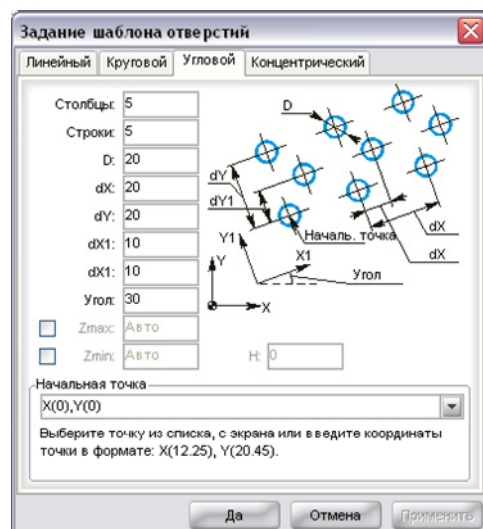 Задание шаблона отверстий
Линейный Круговой Угловой Концентрический
Столбцы: 5
Строки: 5
D: 20
dX: 20
dY: 20
dX1: 10
dX1: 10
Угол: 30
Zmax: Авто
Zmin: Авто
H: 0
D
dY
dY1
Началь. точка
dX
dX
Y1
X1
Y
Угол
X
Начальная точка
X(0),Y(0)
Выберите точку из списка, с экрана или введите координаты
точки в формате: X(12.25), Y(20.45).
Да Отмена Применить